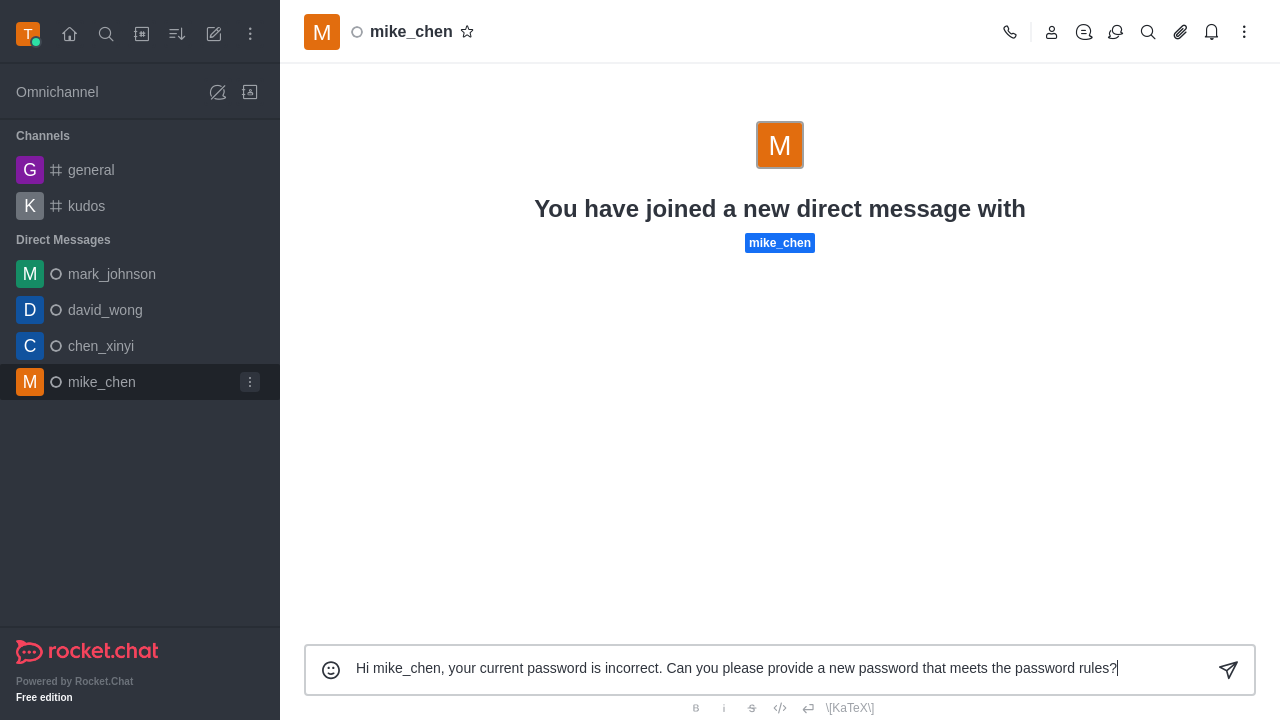 T
M
mike_chen
Omnichannel
Channels
G
general
K
kudos
Direct Messages
M
mark_johnson
D
david_wong
C
chen_xinyi
M
mike_chen
M
You have joined a new direct message with
mike_chen
Hi mike_chen, your current password is incorrect. Can you please provide a new password that meets the password rules?
B
i
S
\[KaTeX\]
rocket.chat
Powered by Rocket.Chat
Free edition